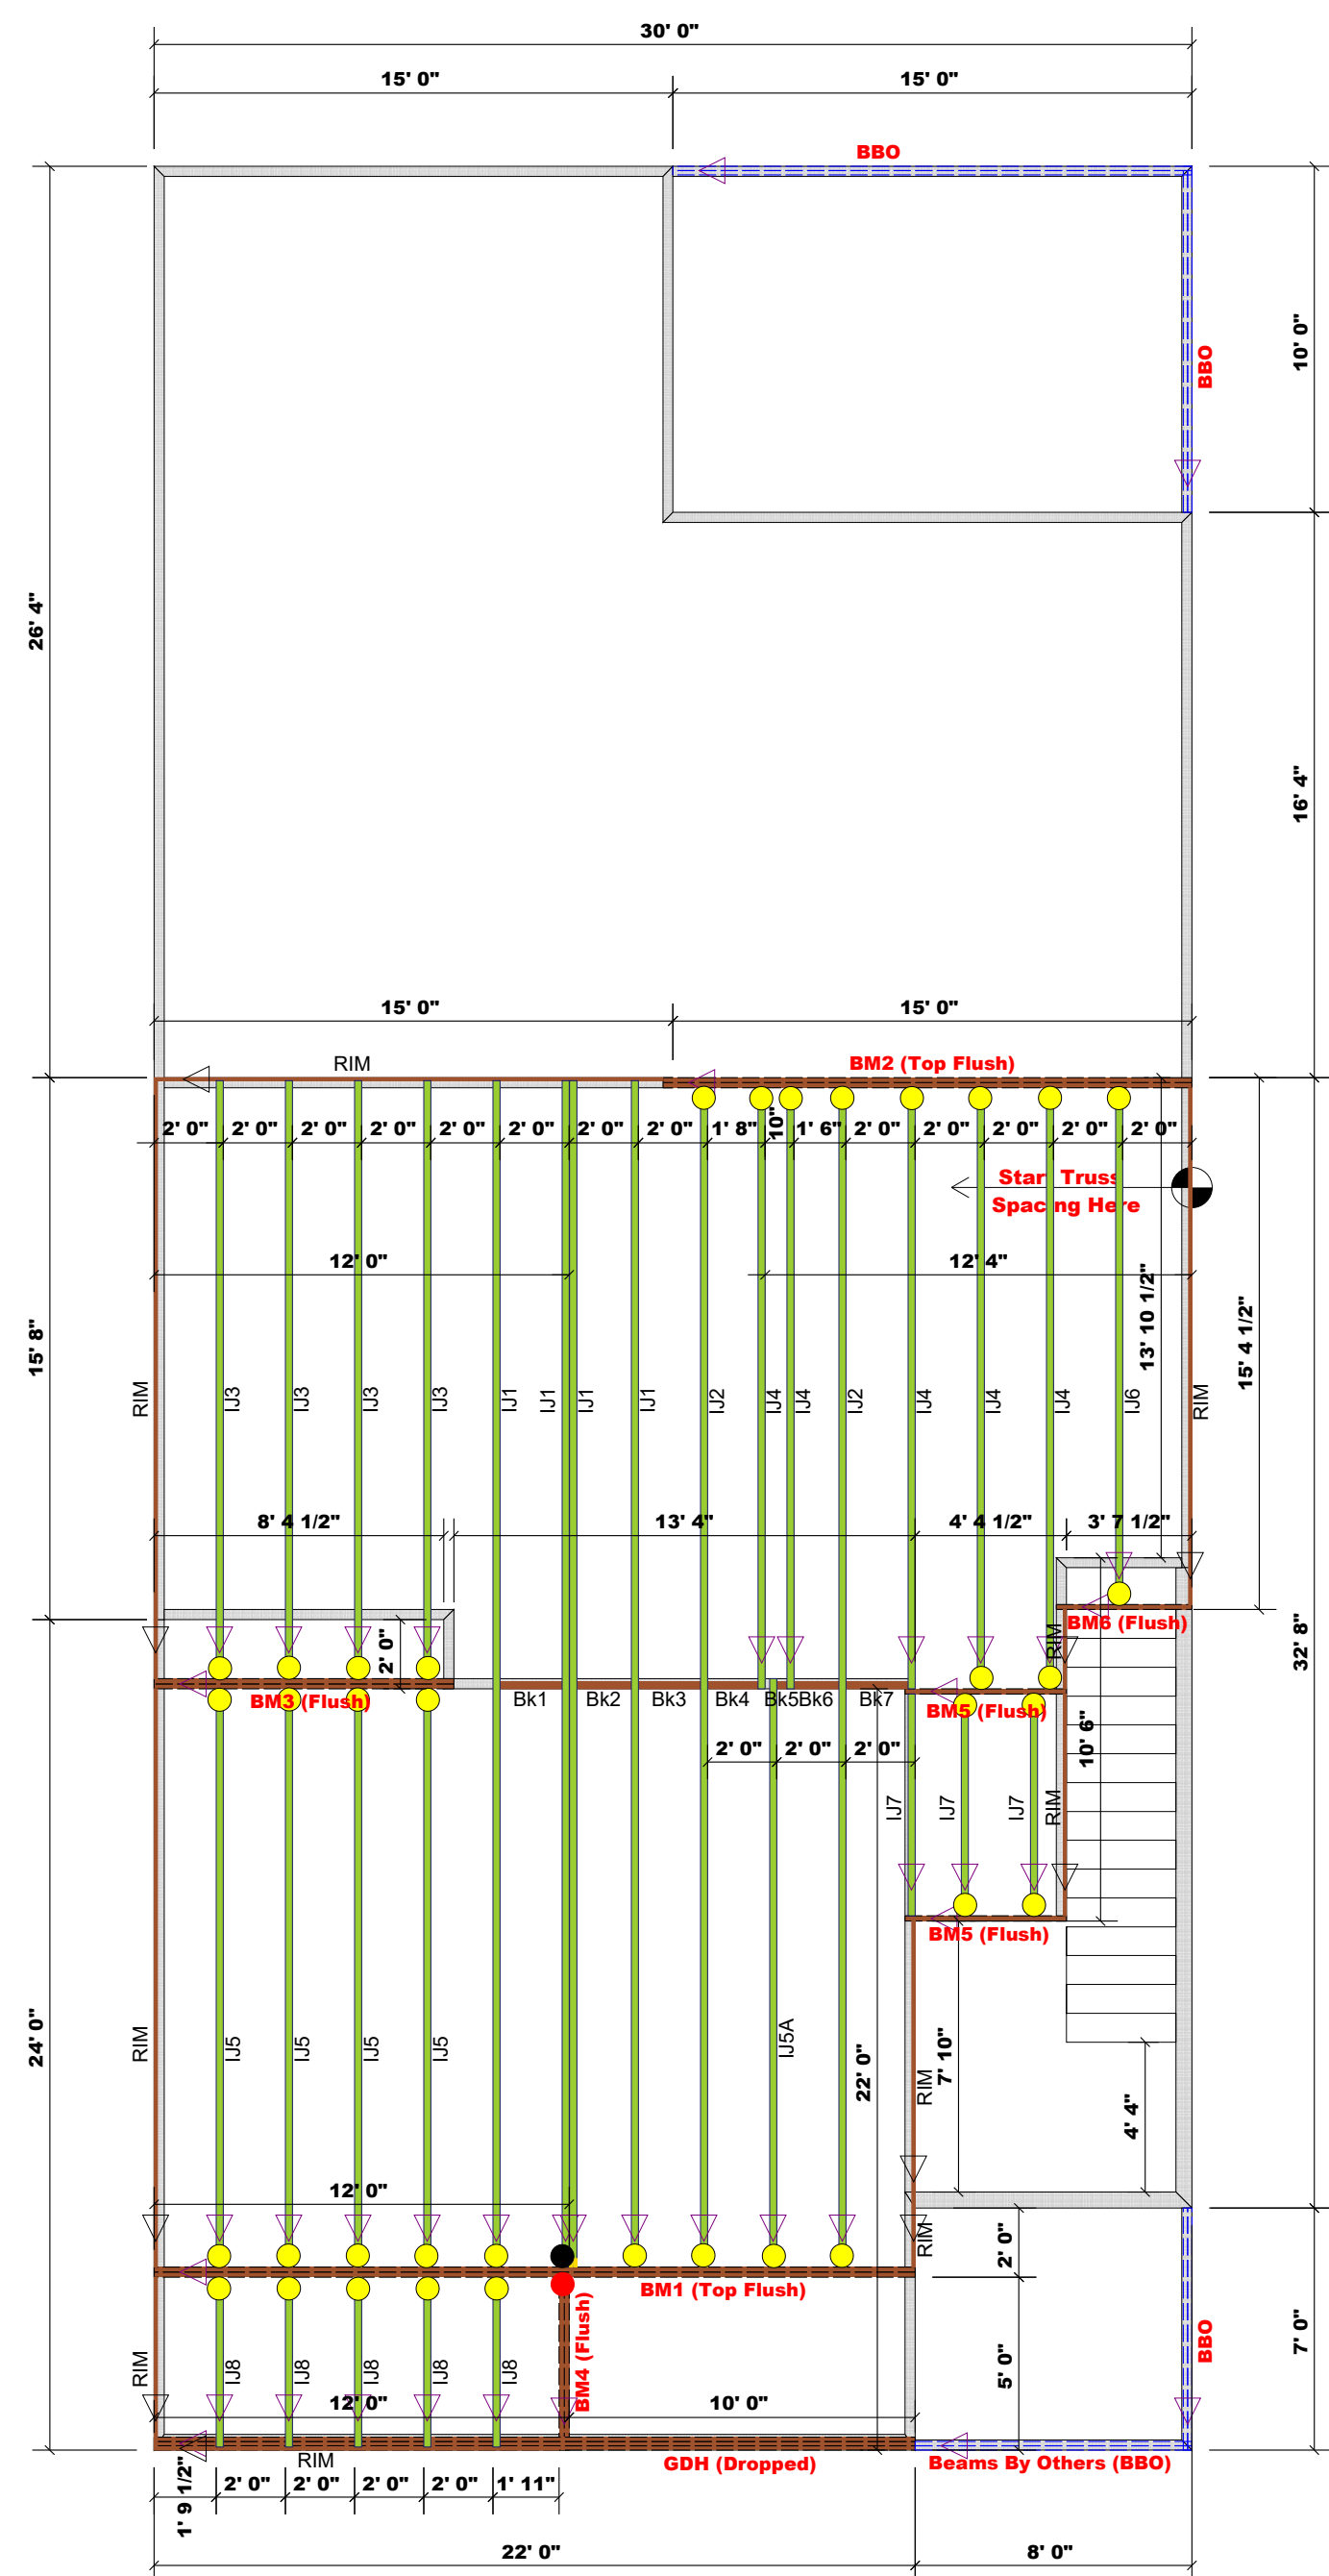 30' 0"
15' 0"
15' 0"
BBO
10' 0"
BBO
26' 4"
16' 4"
15' 0"
15' 0"
RIM
BM2 (Top Flush)
2' 0"
2' 0"
2' 0"
2' 0"
2' 0"
2' 0"
2' 0"
2' 0"
1' 8"
10"
1' 6"
2' 0"
2' 0"
2' 0"
2' 0"
2' 0"
Start Truss
Spacing Here
12' 0"
12' 4"
13' 10 1/2"
15' 4 1/2"
15' 8"
RIM
IJ3
IJ3
IJ3
IJ3
IJ1
IJ1
IJ1
IJ1
IJ2
IJ4
IJ4
IJ2
IJ4
IJ4
IJ4
IJ6
RIM
8' 4 1/2"
13' 4"
4' 4 1/2"
3' 7 1/2"
BM6 (Flush)
RIM
2' 0"
32' 8"
BM3 (Flush)
Bk1
Bk2
Bk3
Bk4
Bk5
Bk6
Bk7
BM5 (Flush)
2' 0"
2' 0"
2' 0"
10' 6"
IJ7
IJ7
IJ7
RIM
BM5 (Flush)
24' 0"
RIM
IJ5
IJ5
IJ5
IJ5
IJ5A
22' 0"
RIM
7' 10"
4' 4"
12' 0"
RIM
2' 0"
BM1 (Top Flush)
BM4 (Flush)
RIM
IJ8
IJ8
IJ8
IJ8
IJ8
5' 0"
BBO
7' 0"
12' 0"
10' 0"
RIM
GDH (Dropped)
Beams By Others (BBO)
1' 9 1/2"
2' 0"
2' 0"
2' 0"
2' 0"
1' 11"
22' 0"
8' 0"